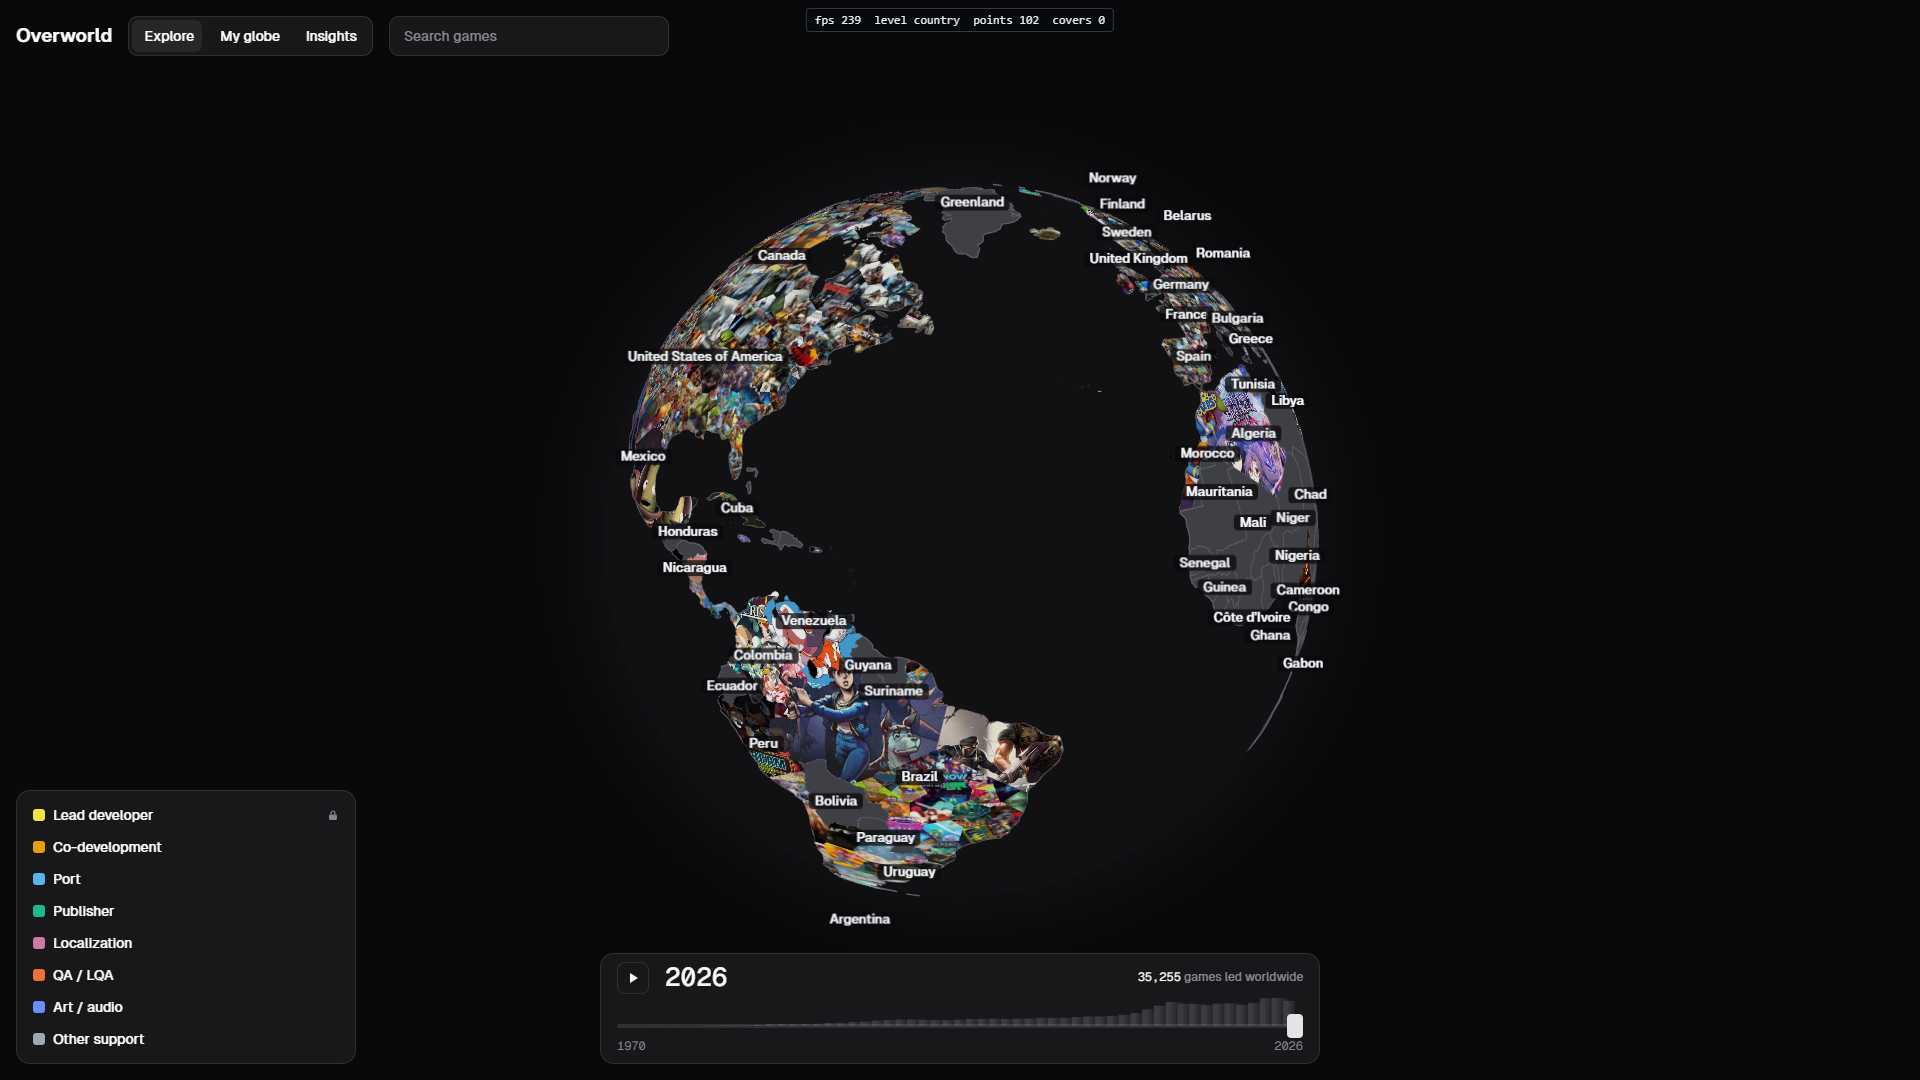 Overworld
Explore
My globe
Insights
Search games
fps 239 level country points 102 covers 0
Norway
Greenland
Finland
Belarus
Sweden
Romania
Canada
United Kingdom
Germany
France
Bulgaria
Greece
United States of America
Spain
Tunisia
Libya
Algeria
Mexico
Morocco
Mauritania
Chad
Cuba
Mali
Niger
Honduras
Nigeria
Nicaragua
Senegal
Guinea
Cameroon
Congo
Côte d'Ivoire
Venezuela
Ghana
Colombia
Guyana
Gabon
Ecuador
Suriname
Peru
Brazil
Bolivia
Paraguay
Uruguay
Argentina
Lead developer
Co-development
Port
Publisher
Localization
QA / LQA
Art / audio
Other support
2026
35,255 games led worldwide
1970
2026